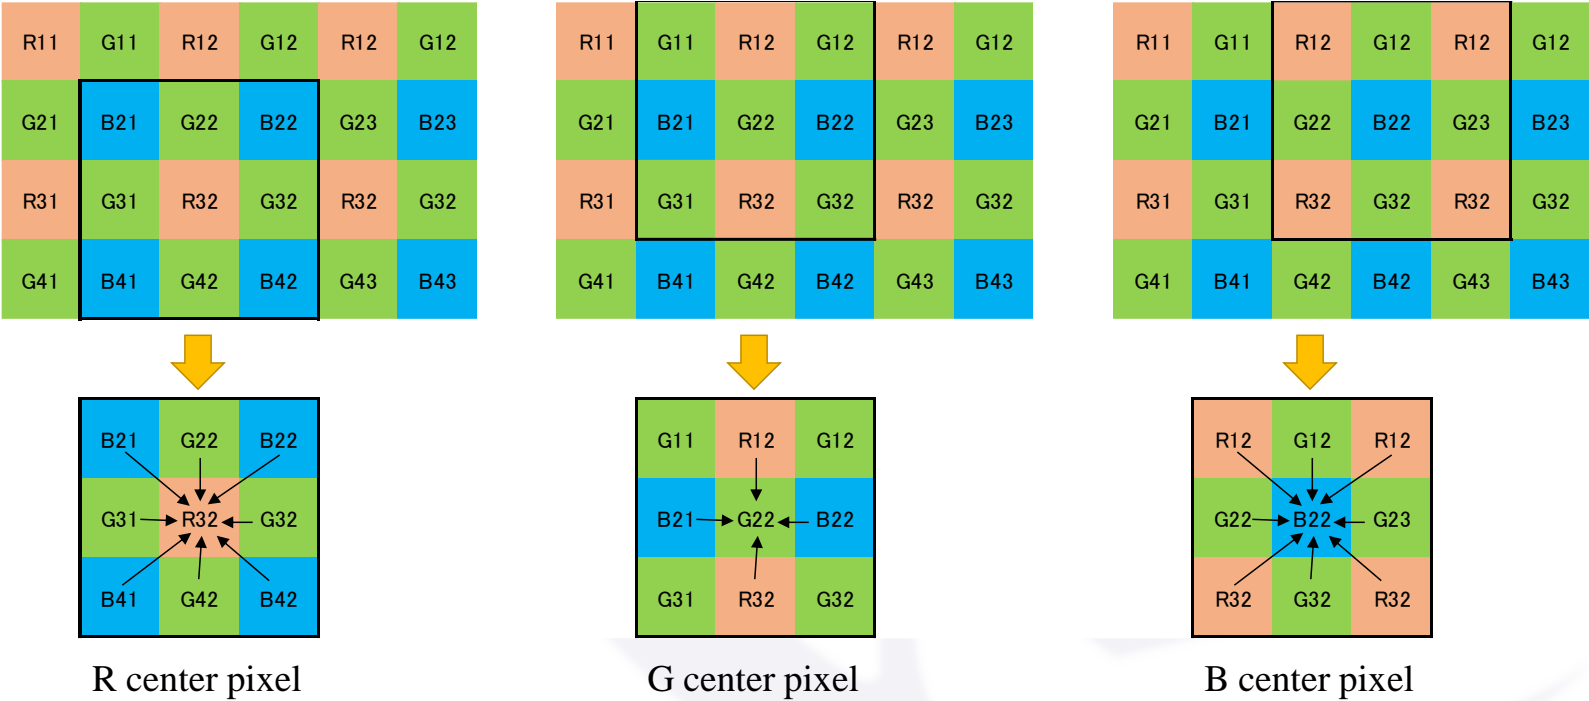 R11 G11 R12 G12 R12 G12
G21 B21 G22 B22 G23 B23
R31 G31 R32 G32 R32 G32
G41 B41 G42 B42 G43 B43
B21 G22 B22
G31 R32 G32
B41 G42 B42
R center pixel
R11 G11 R12 G12 R12 G12
G21 B21 G22 B22 G23 B23
R31 G31 R32 G32 R32 G32
G41 B41 G42 B42 G43 B43
G11 R12 G12
B21 G22 B22
G31 R32 G32
G center pixel
R11 G11 R12 G12 R12 G12
G21 B21 G22 B22 G23 B23
R31 G31 R32 G32 R32 G32
G41 B41 G42 B42 G43 B43
R12 G12 R12
G22 B22 G23
R32 G32 R32
B center pixel